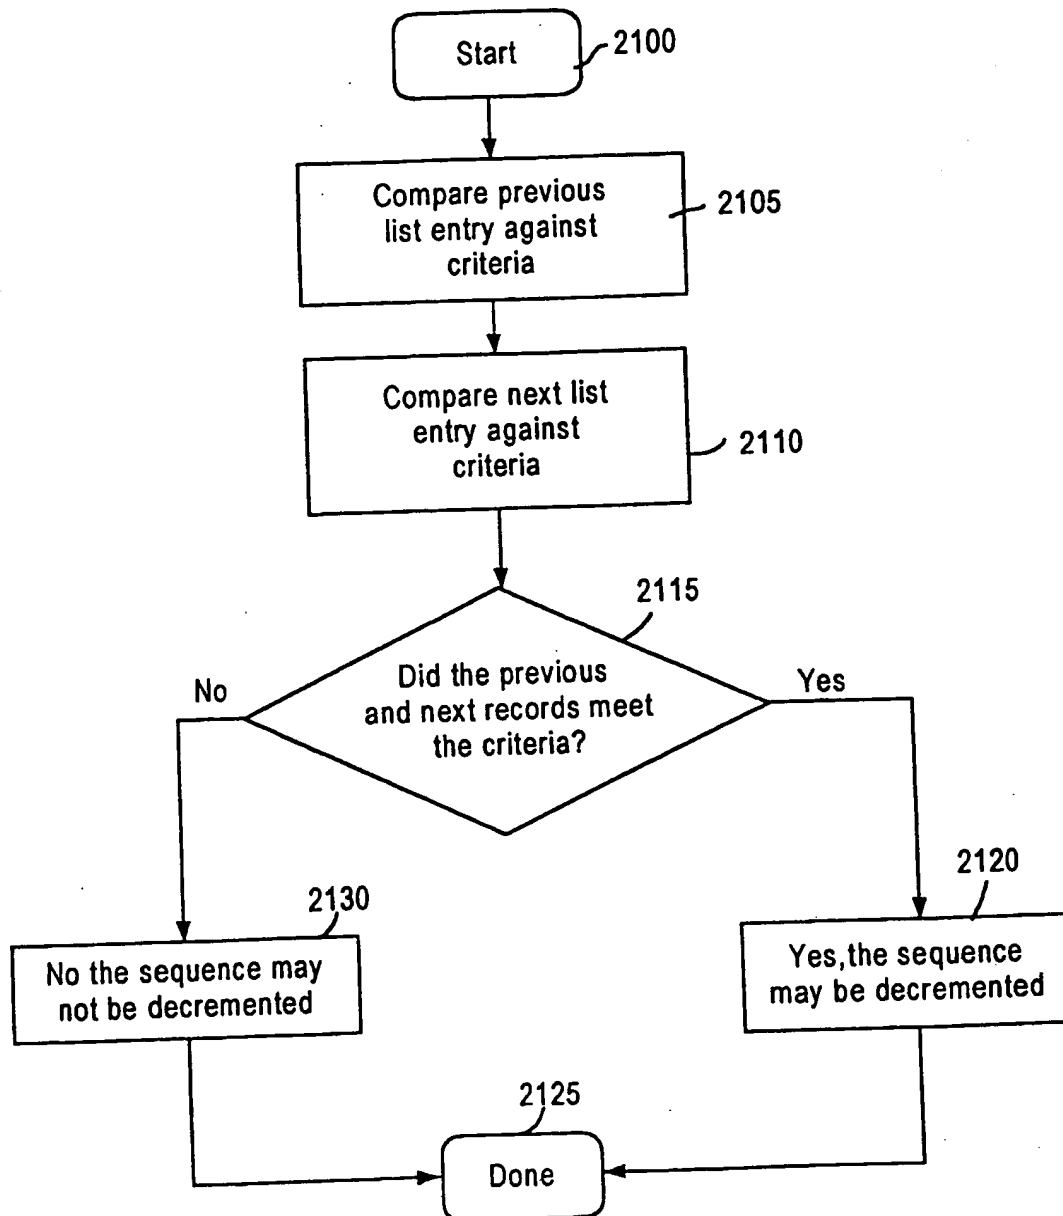 Start
2100
Compare previous
list entry against
criteria
2105
Compare next list
entry against
criteria
2110
2115
Did the previous
and next records meet
the criteria?
No
Yes
2130
No the sequence may
not be decremented
2120
Yes,the sequence
may be decremented
2125
Done